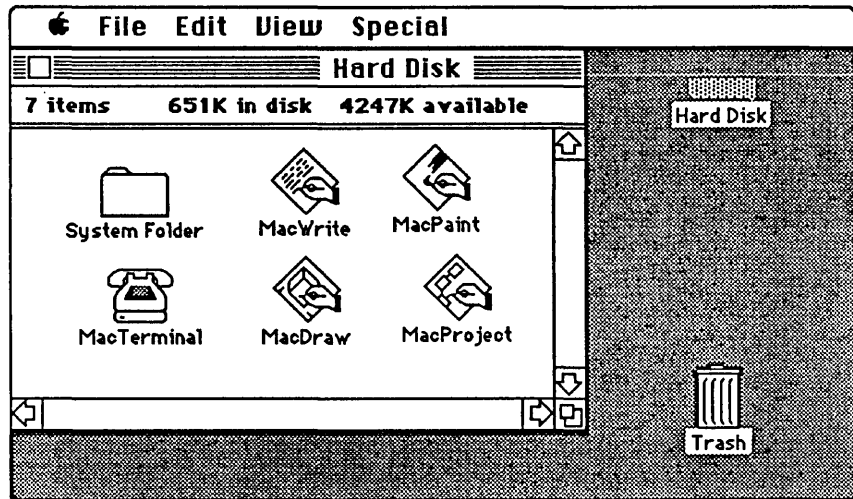 File Edit View Special
Hard Disk
7 items 651K in disk 4247K available
Hard Disk
System Folder MacWrite MacPaint
MacTerminal MacDraw MacProject
Trash